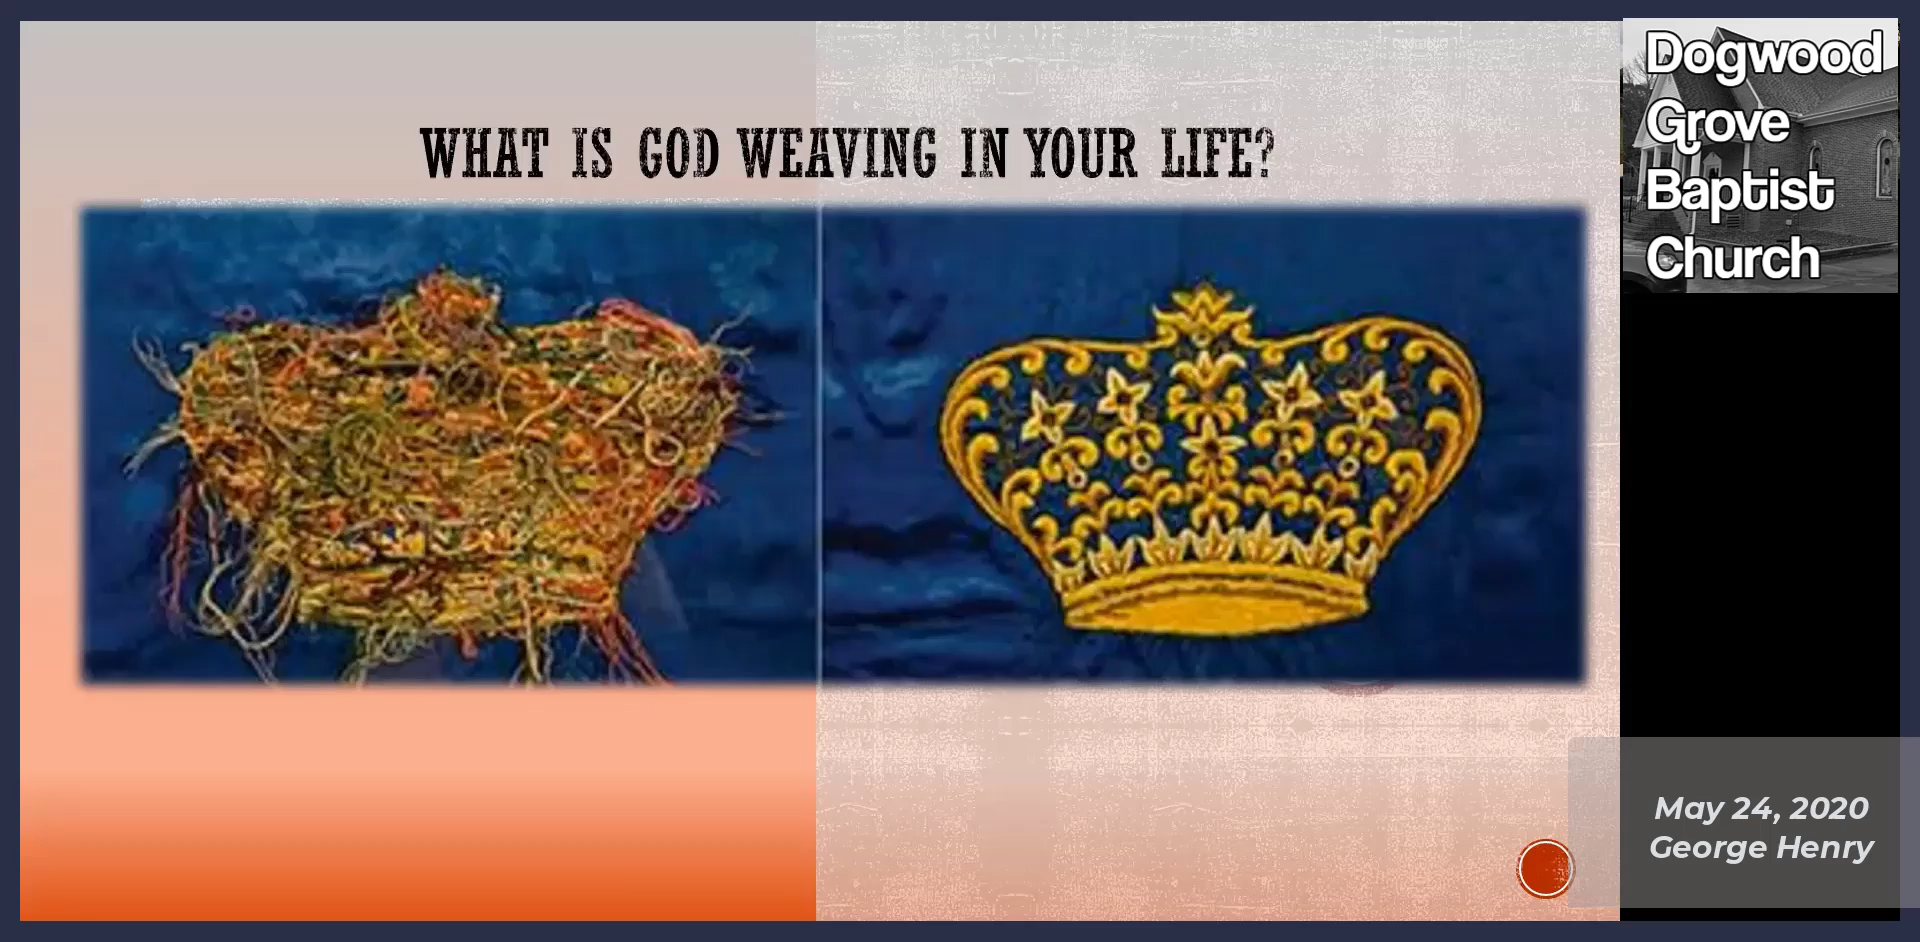 WHAT IS GOD WEAVING IN YOUR LIFE?
Dogwood
Grove
Baptist
Church
May 24, 2020
George Henry